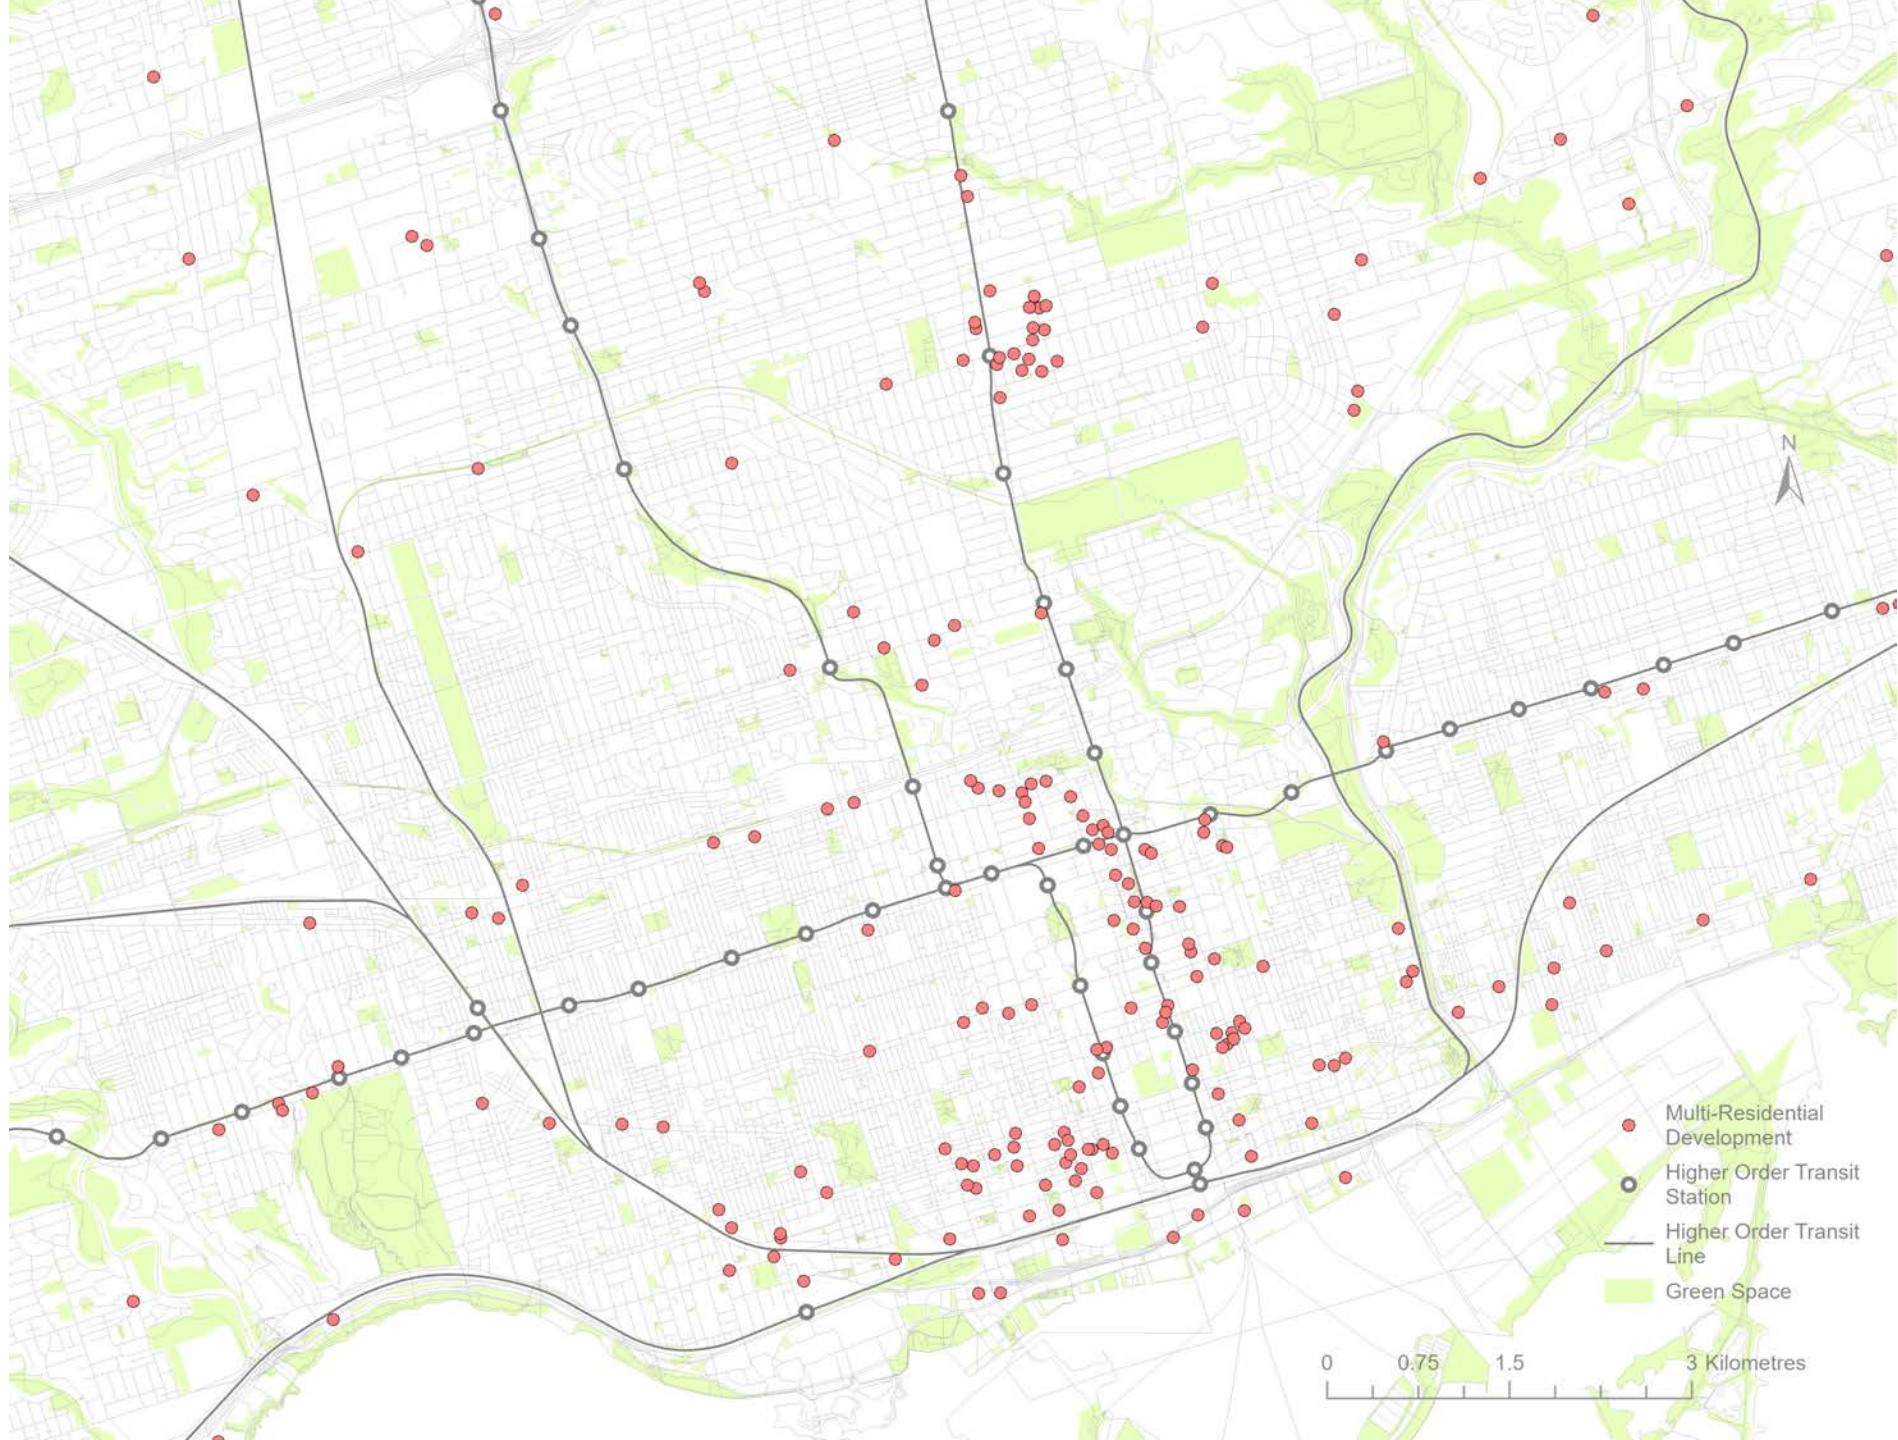 N
Multi-Residential
Development
Higher Order Transit
Station
Higher Order Transit
Line
Green Space
0 0.75 1.5 3 Kilometres